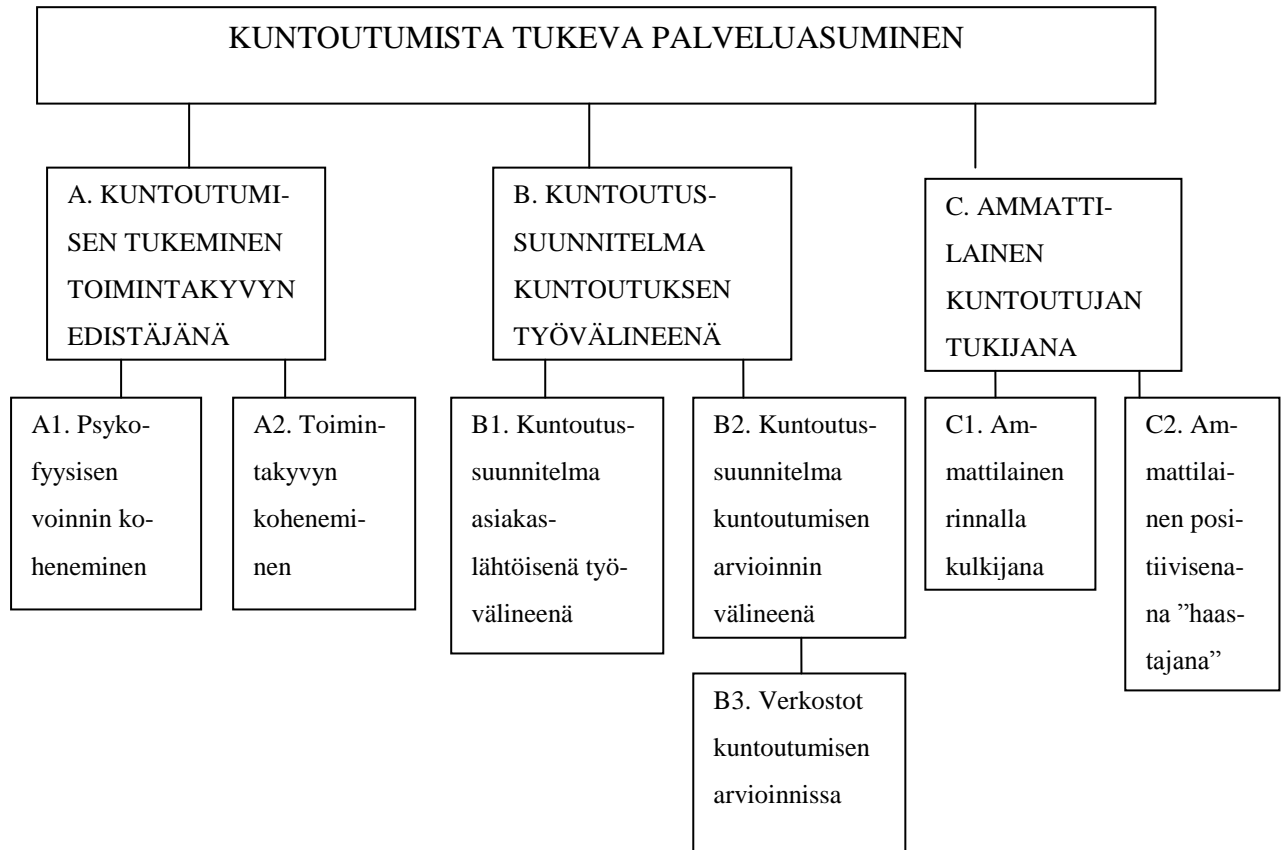 KUNTOUTUMISTA TUKEVA PALVELUASUMINEN
A. KUNTOUTUMI-
SEN TUKEMINEN
TOIMINTAKYVYN
EDISTÄJÄNÄ
B. KUNTOUTUS-
SUUNNITELMA
KUNTOUTUKSEN
TYÖVÄLINEENÄ
C. AMMATTI-
LAINEN
KUNTOUTUJAN
TUKIJANA
A1. Psyko-
fyysisen
voinnin ko-
heneminen
A2. Toimin-
takyvyn
kohenemi-
nen
B1. Kuntoutus-
suunnitelma
asiakas-
lähtöisenä työ-
välineenä
B2. Kuntoutus-
suunnitelma
kuntoutumisen
arvioinnin
välineenä
B3. Verkostot
kuntoutumisen
arvioinnissa
C1. Am-
mattilainen
rinnalla
kulkijana
C2. Am-
mattilai-
nen posi-
tiivisena-
na ”haas-
tajana”